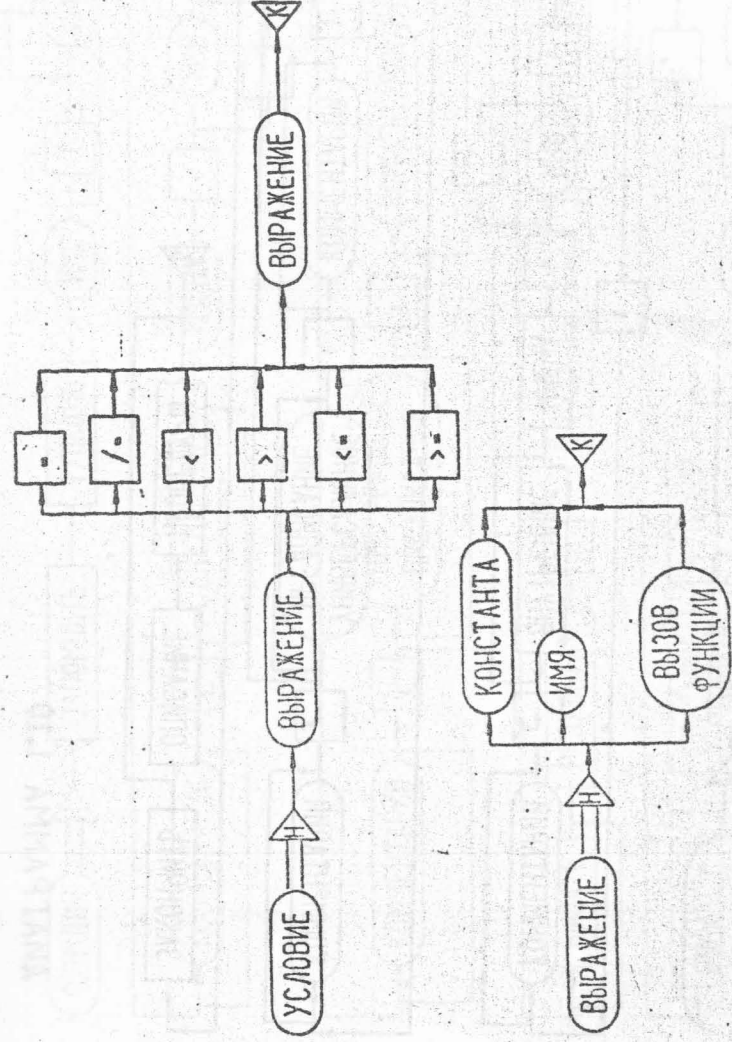 УСЛОВИЕ
Н
ВЫРАЖЕНИЕ
=
/=
<
>
<=
>=
ВЫРАЖЕНИЕ
К
ВЫРАЖЕНИЕ
Н
КОНСТАНТА
ИМЯ
ВЫЗОВ
ФУНКЦИИ
К